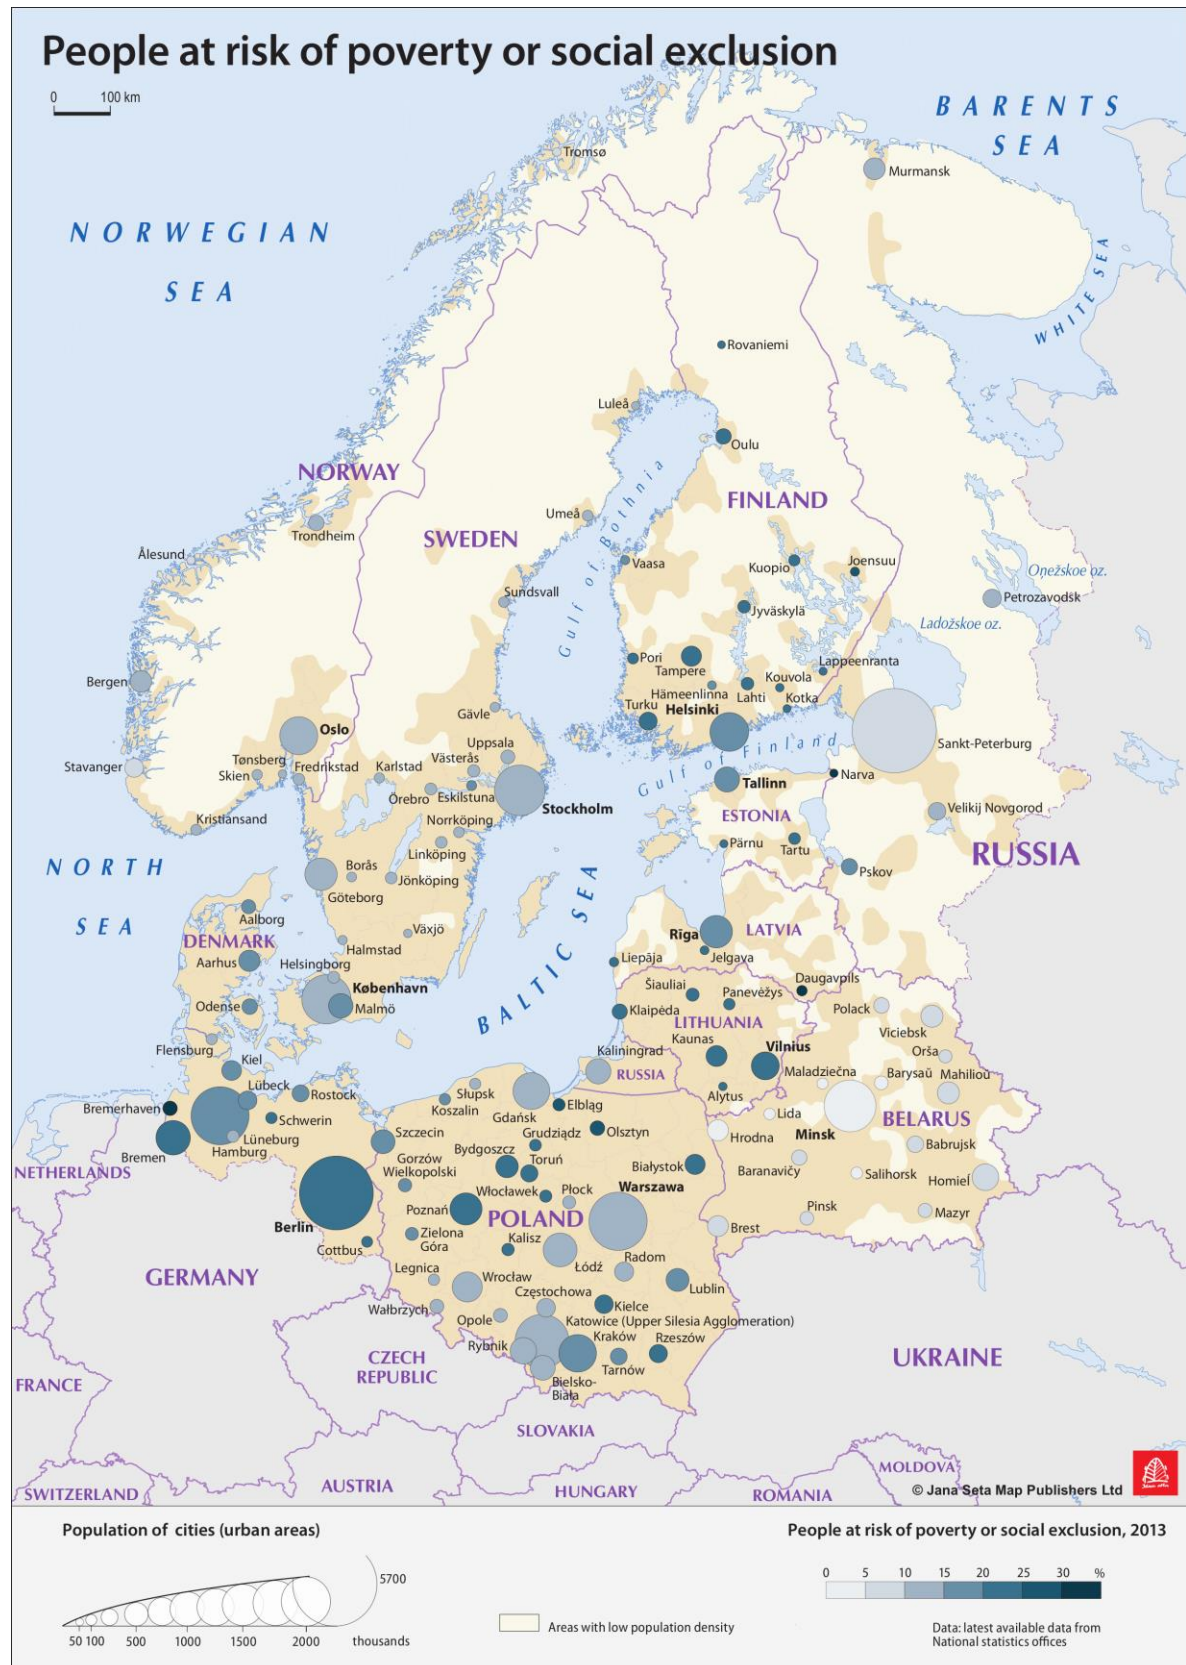 People at risk of poverty or social exclusion
0 100 km
BARENTS
SEA
Tromsø
Murmansk
NORWEGIAN
SEA
WHITE SEA
Rovaniemi
Luleå
Oulu
NORWAY
FINLAND
Gulf of Bothnia
Umeå
Trondheim
SWEDEN
Ålesund
Vaasa
Kuopio
Joensuu
Oņežskoe oz.
Sundsvall
Petrozavodsk
Jyväskylä
Ladožskoe oz.
Bergen
Pori
Tampere
Lappeenranta
Kouvola
Hämeenlinna
Lahti
Kotka
Gävle
Turku
Helsinki
Oslo
Uppsala
Gulf of Finland
Sankt-Peterburg
Stavanger
Tønsberg
Skien
Fredrikstad
Karlstad
Västerås
Narva
Tallinn
Örebro
Eskilstuna
Stockholm
Velikij Novgorod
Kristiansand
Norrköping
ESTONIA
Linköping
Pärnu
Tartu
RUSSIA
NORTH
SEA
Borås
Jönköping
Göteborg
Pskov
BALTIC SEA
Aalborg
Växjö
Rīga
LATVIA
DENMARK
Halmstad
Jelgava
Aarhus
Helsingborg
Liepāja
Daugavpils
København
Šiauliai
Panevėžys
Polack
Odense
Malmö
Klaipėda
LITHUANIA
Viciebsk
Flensburg
Kaunas
Vilnius
Orša
Kaliningrad
Kiel
RUSSIA
Maladziečna
Barysaŭ
Mahilioŭ
Lübeck
Rostock
Słupsk
Alytus
Bremerhaven
Koszalin
Gdańsk
Elbląg
Lida
BELARUS
Schwerin
Grudziądz
Olsztyn
Hrodna
Minsk
Lüneburg
Hamburg
Szczecin
Babrujsk
Bremen
Gorzów
Wielkopolski
Bydgoszcz
Toruń
Białystok
Baranavičy
Salihorsk
Homieĺ
NETHERLANDS
Włocławek
Płock
Warszawa
Poznań
POLAND
Pinsk
Mazyr
Berlin
Zielona
Góra
Kalisz
Brest
Cottbus
Łódź
Radom
GERMANY
Legnica
Wrocław
Lublin
Częstochowa
Wałbrzych
Opole
Kielce
Katowice (Upper Silesia Agglomeration)
Rybnik
Kraków
Rzeszów
CZECH
REPUBLIC
Tarnów
UKRAINE
FRANCE
Bielsko-
Biała
SLOVAKIA
MOLDOVA
SWITZERLAND
AUSTRIA
HUNGARY
ROMANIA
© Jana Seta Map Publishers Ltd
Population of cities (urban areas)
5700
50 100 500 1000 1500 2000 thousands
Areas with low population density
People at risk of poverty or social exclusion, 2013
0 5 10 15 20 25 30 %
Data: latest available data from
National statistics offices